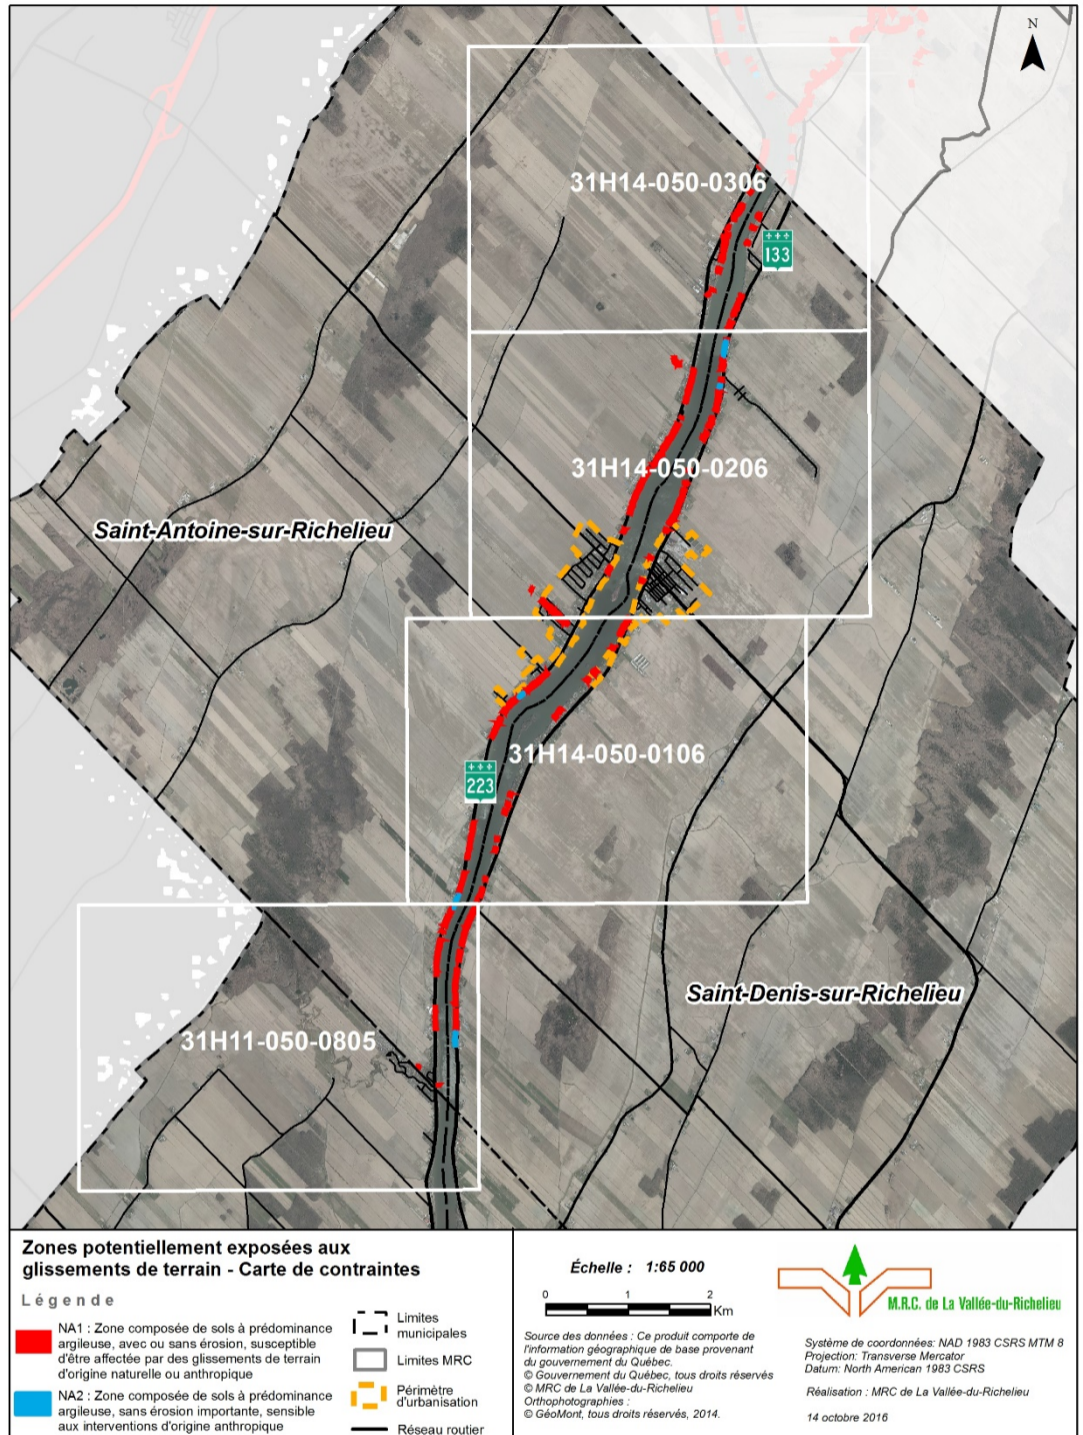 N
31H14-050-0306
133
31H14-050-0206
Saint-Antoine-sur-Richelieu
31H14-050-0106
223
Saint-Denis-sur-Richelieu
31H11-050-0805
Zones potentiellement exposées aux
glissements de terrain - Carte de contraintes
Légende
NA1 : Zone composée de sols à prédominance
argileuse, avec ou sans érosion, susceptible
d'être affectée par des glissements de terrain
d'origine naturelle ou anthropique
NA2 : Zone composée de sols à prédominance
argileuse, sans érosion importante, sensible
aux interventions d'origine anthropique
Limites
municipales
Limites MRC
Périmètre
d'urbanisation
Réseau routier
Échelle : 1:65 000
0 1 2
Km
Source des données : Ce produit comporte de
l'information géographique de base provenant
du gouvernement du Québec.
© Gouvernement du Québec, tous droits réservés
© MRC de La Vallée-du-Richelieu
Orthophotographies :
© GéoMont, tous droits réservés, 2014.
M.R.C. de La Vallée-du-Richelieu
Système de coordonnées: NAD 1983 CSRS MTM 8
Projection: Transverse Mercator
Datum: North American 1983 CSRS
Réalisation : MRC de La Vallée-du-Richelieu
14 octobre 2016